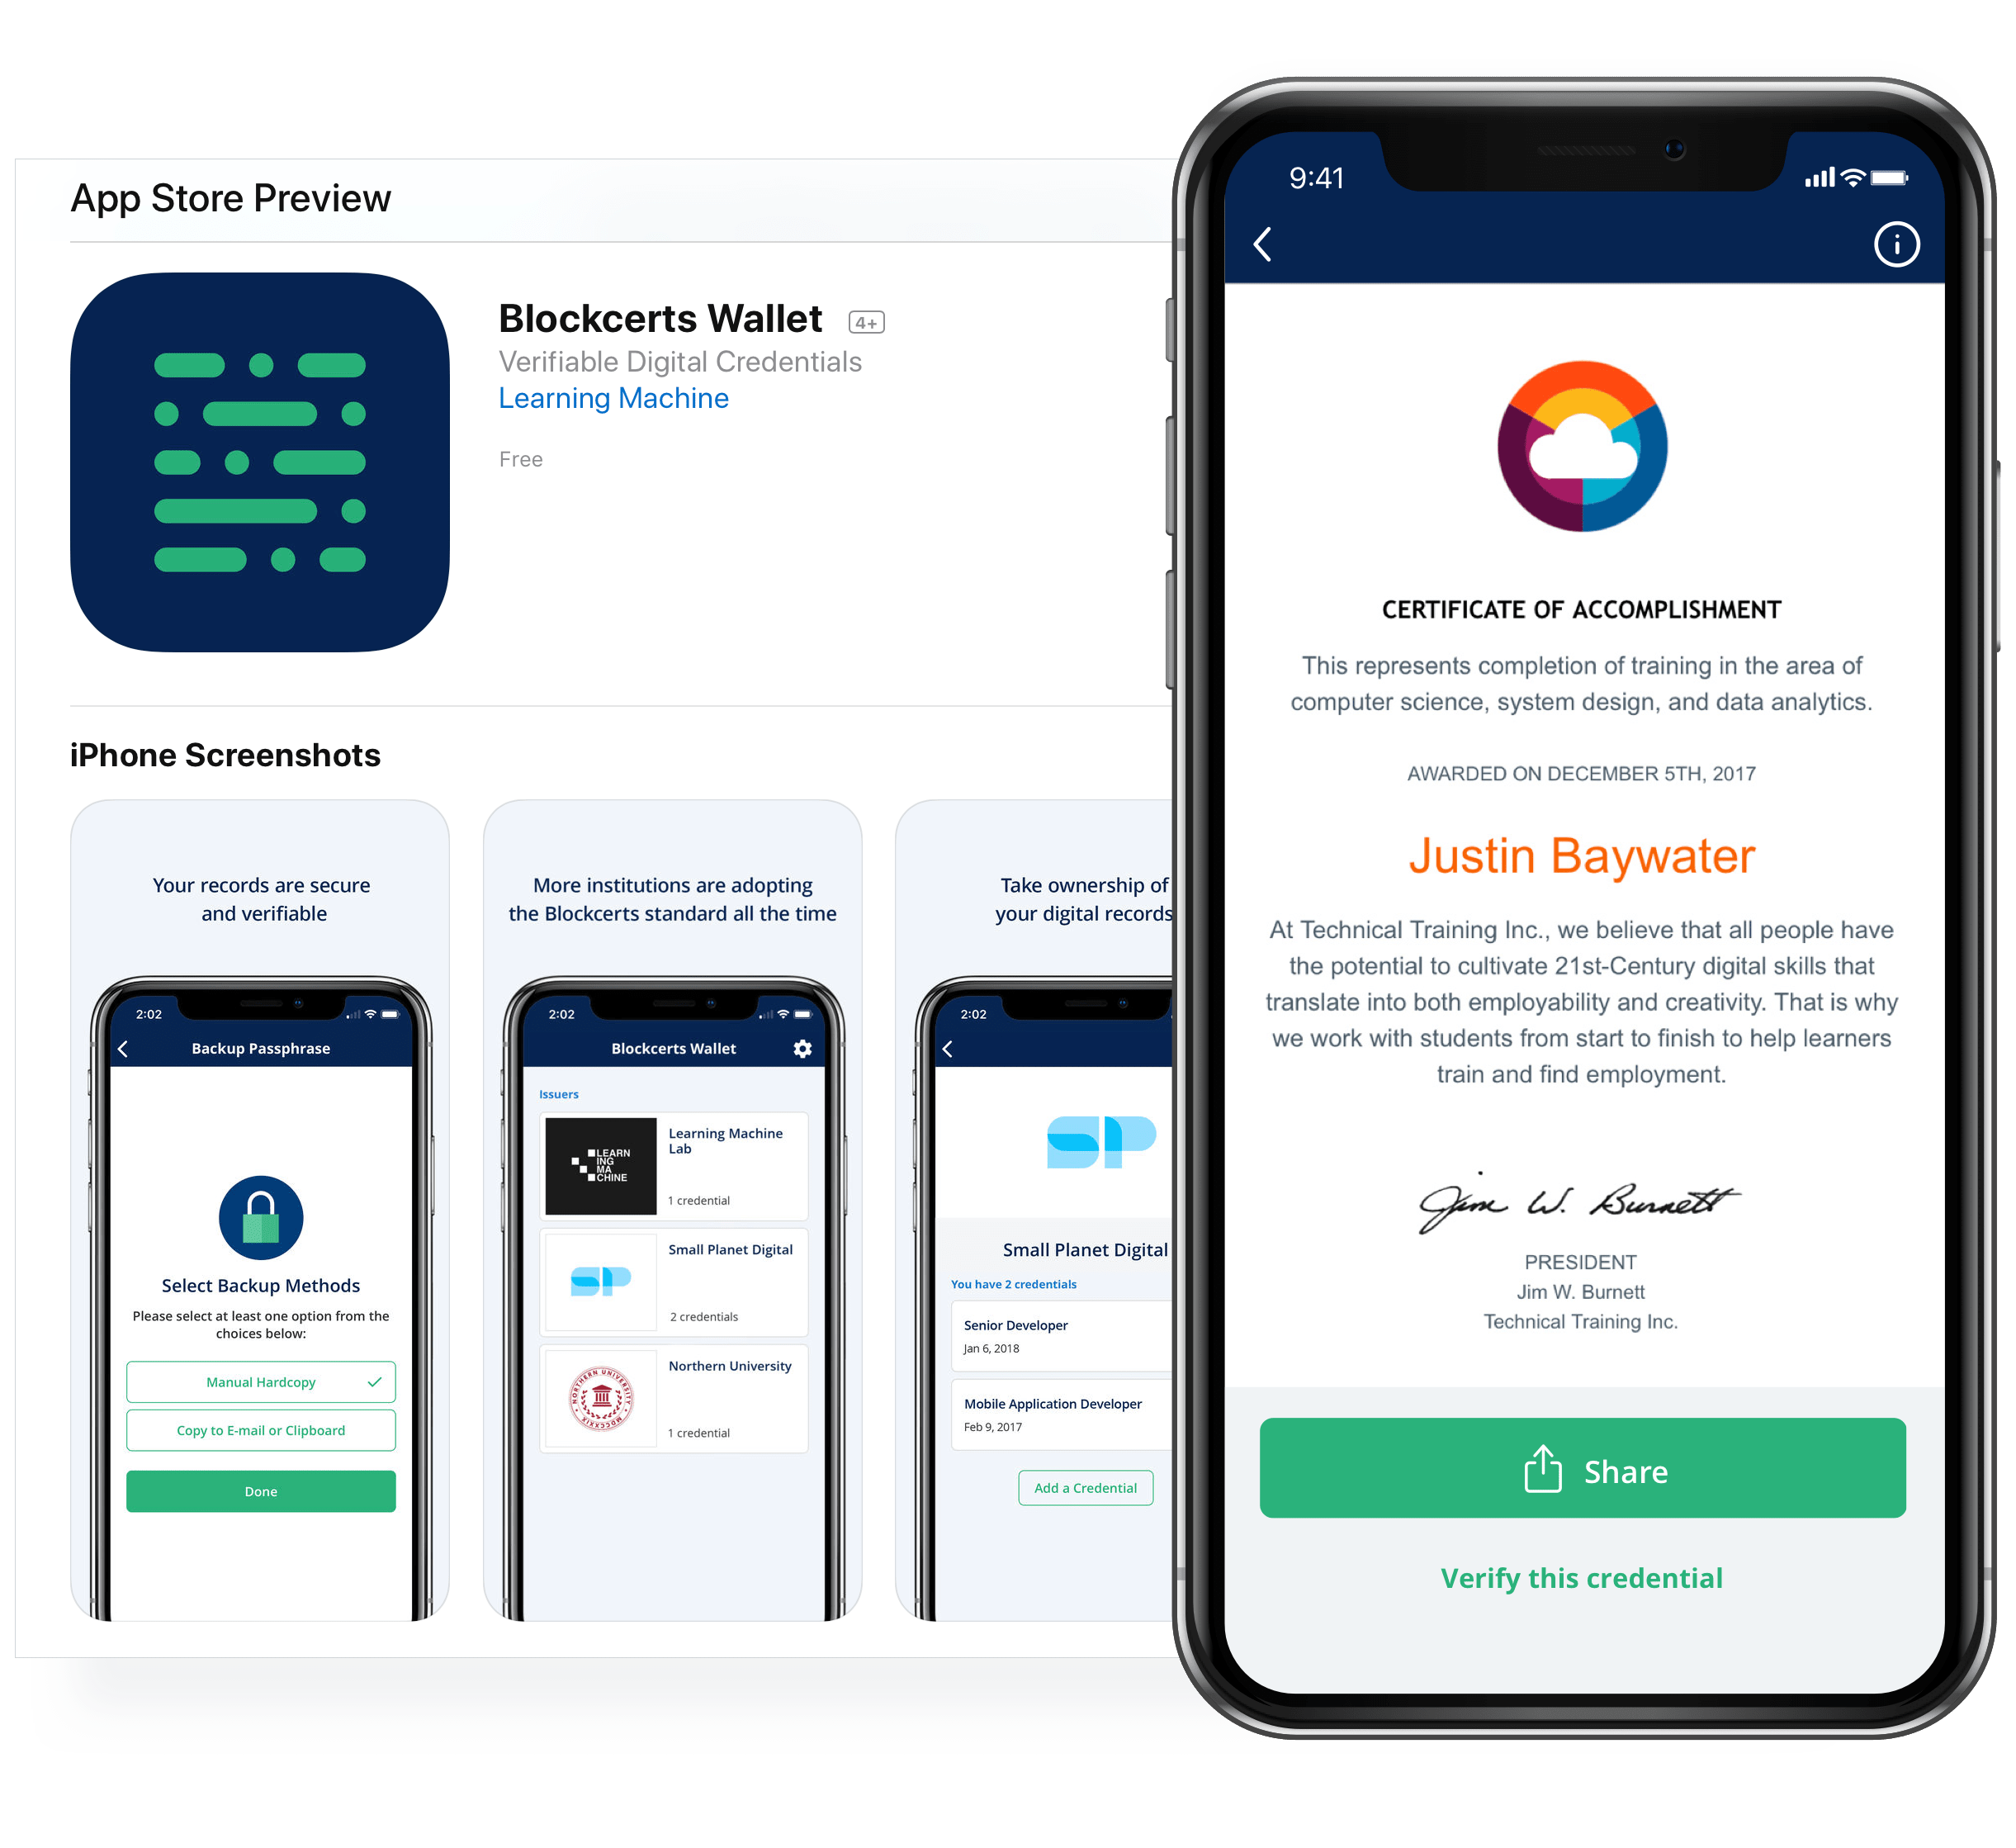 App Store Preview
Blockcerts Wallet 4+
Verifiable Digital Credentials
Learning Machine
Free
iPhone Screenshots
Your records are secure
and verifiable
2:02
Backup Passphrase
Select Backup Methods
Please select at least one option from the
choices below:
Manual Hardcopy
Copy to E-mail or Clipboard
Done
More institutions are adopting
the Blockcerts standard all the time
2:02
Blockcerts Wallet
Issuers
LEARN
ING
MA
CHINE
Learning Machine
Lab
1 credential
SP
Small Planet Digital
2 credentials
NORTHERN UNIVERSITY
MDCCXXIX
Northern University
1 credential
Take ownership of
your digital records
2:02
SP
Small Planet Digital
You have 2 credentials
Senior Developer
Jan 6, 2018
Mobile Application Developer
Feb 9, 2017
Add a Credential
9:41
CERTIFICATE OF ACCOMPLISHMENT
This represents completion of training in the area of
computer science, system design, and data analytics.
AWARDED ON DECEMBER 5TH, 2017
Justin Baywater
At Technical Training Inc., we believe that all people have
the potential to cultivate 21st-Century digital skills that
translate into both employability and creativity. That is why
we work with students from start to finish to help learners
train and find employment.
Jim W. Burnett
PRESIDENT
Jim W. Burnett
Technical Training Inc.
Share
Verify this credential